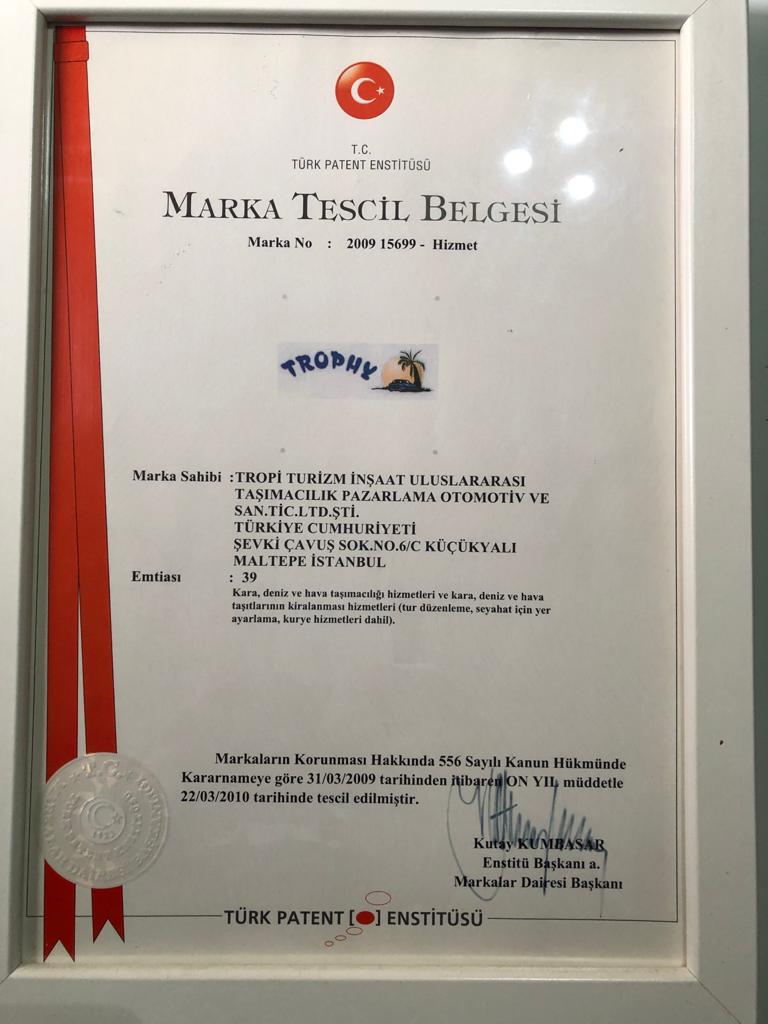 T.C.
TÜRK PATENT ENSTİTÜSÜ
MARKA TESCİL BELGESİ
Marka No : 2009 15699 - Hizmet
TROPHY
Marka Sahibi :TROPİ TURİZM İNŞAAT ULUSLARARASI
TAŞIMACILIK PAZARLAMA OTOMOTİV VE
SAN.TİC.LTD.ŞTİ.
TÜRKİYE CUMHURİYETİ
ŞEVKİ ÇAVUŞ SOK.NO.6/C KÜÇÜKYALI
MALTEPE İSTANBUL
Emtiası : 39
Kara, deniz ve hava taşımacılığı hizmetleri ve kara, deniz ve hava
taşıtlarının kiralanması hizmetleri (tur düzenleme, seyahat için yer
ayarlama, kurye hizmetleri dahil).
Markaların Korunması Hakkında 556 Sayılı Kanun Hükmünde
Kararnameye göre 31/03/2009 tarihinden itibaren ON YIL müddetle
22/03/2010 tarihinde tescil edilmiştir.
Kutay KUMBASAR
Enstitü Başkanı a.
Markalar Dairesi Başkanı
TÜRK PATENT [ ] ENSTİTÜSÜ